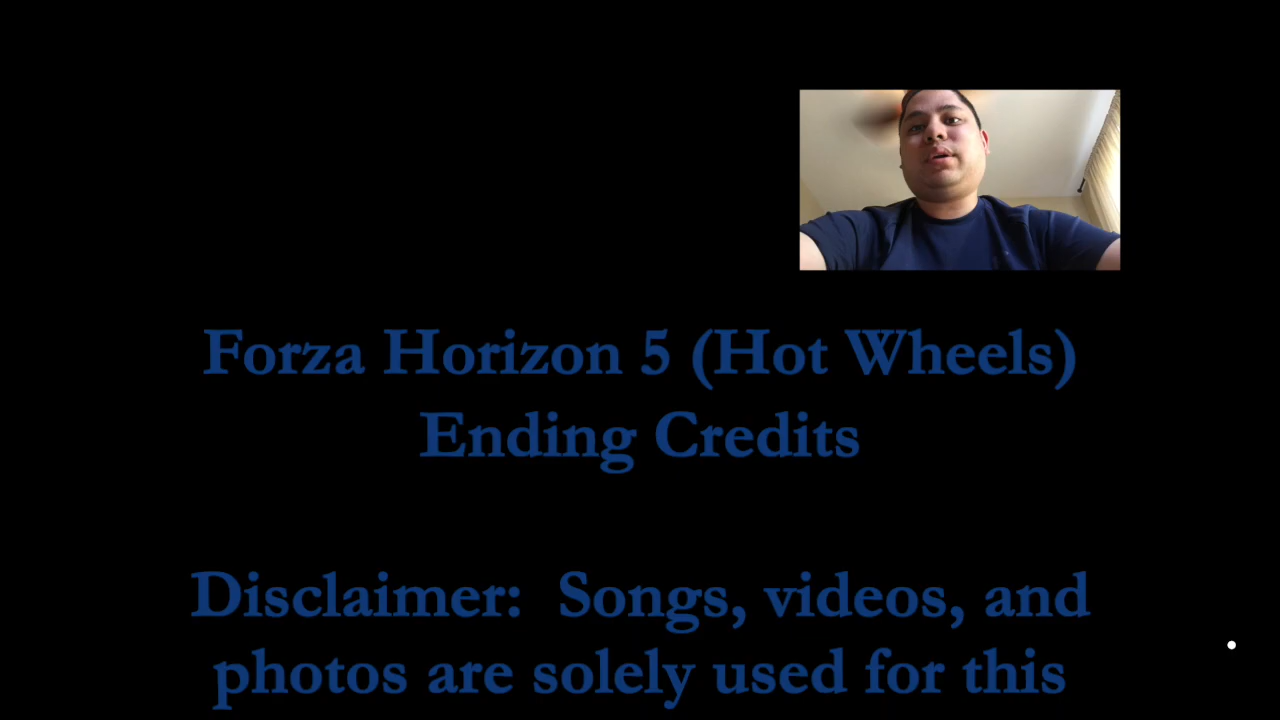 Forza Horizon 5 (Hot Wheels)
Ending Credits
Disclaimer:  Songs, videos, and
photos are solely used for this